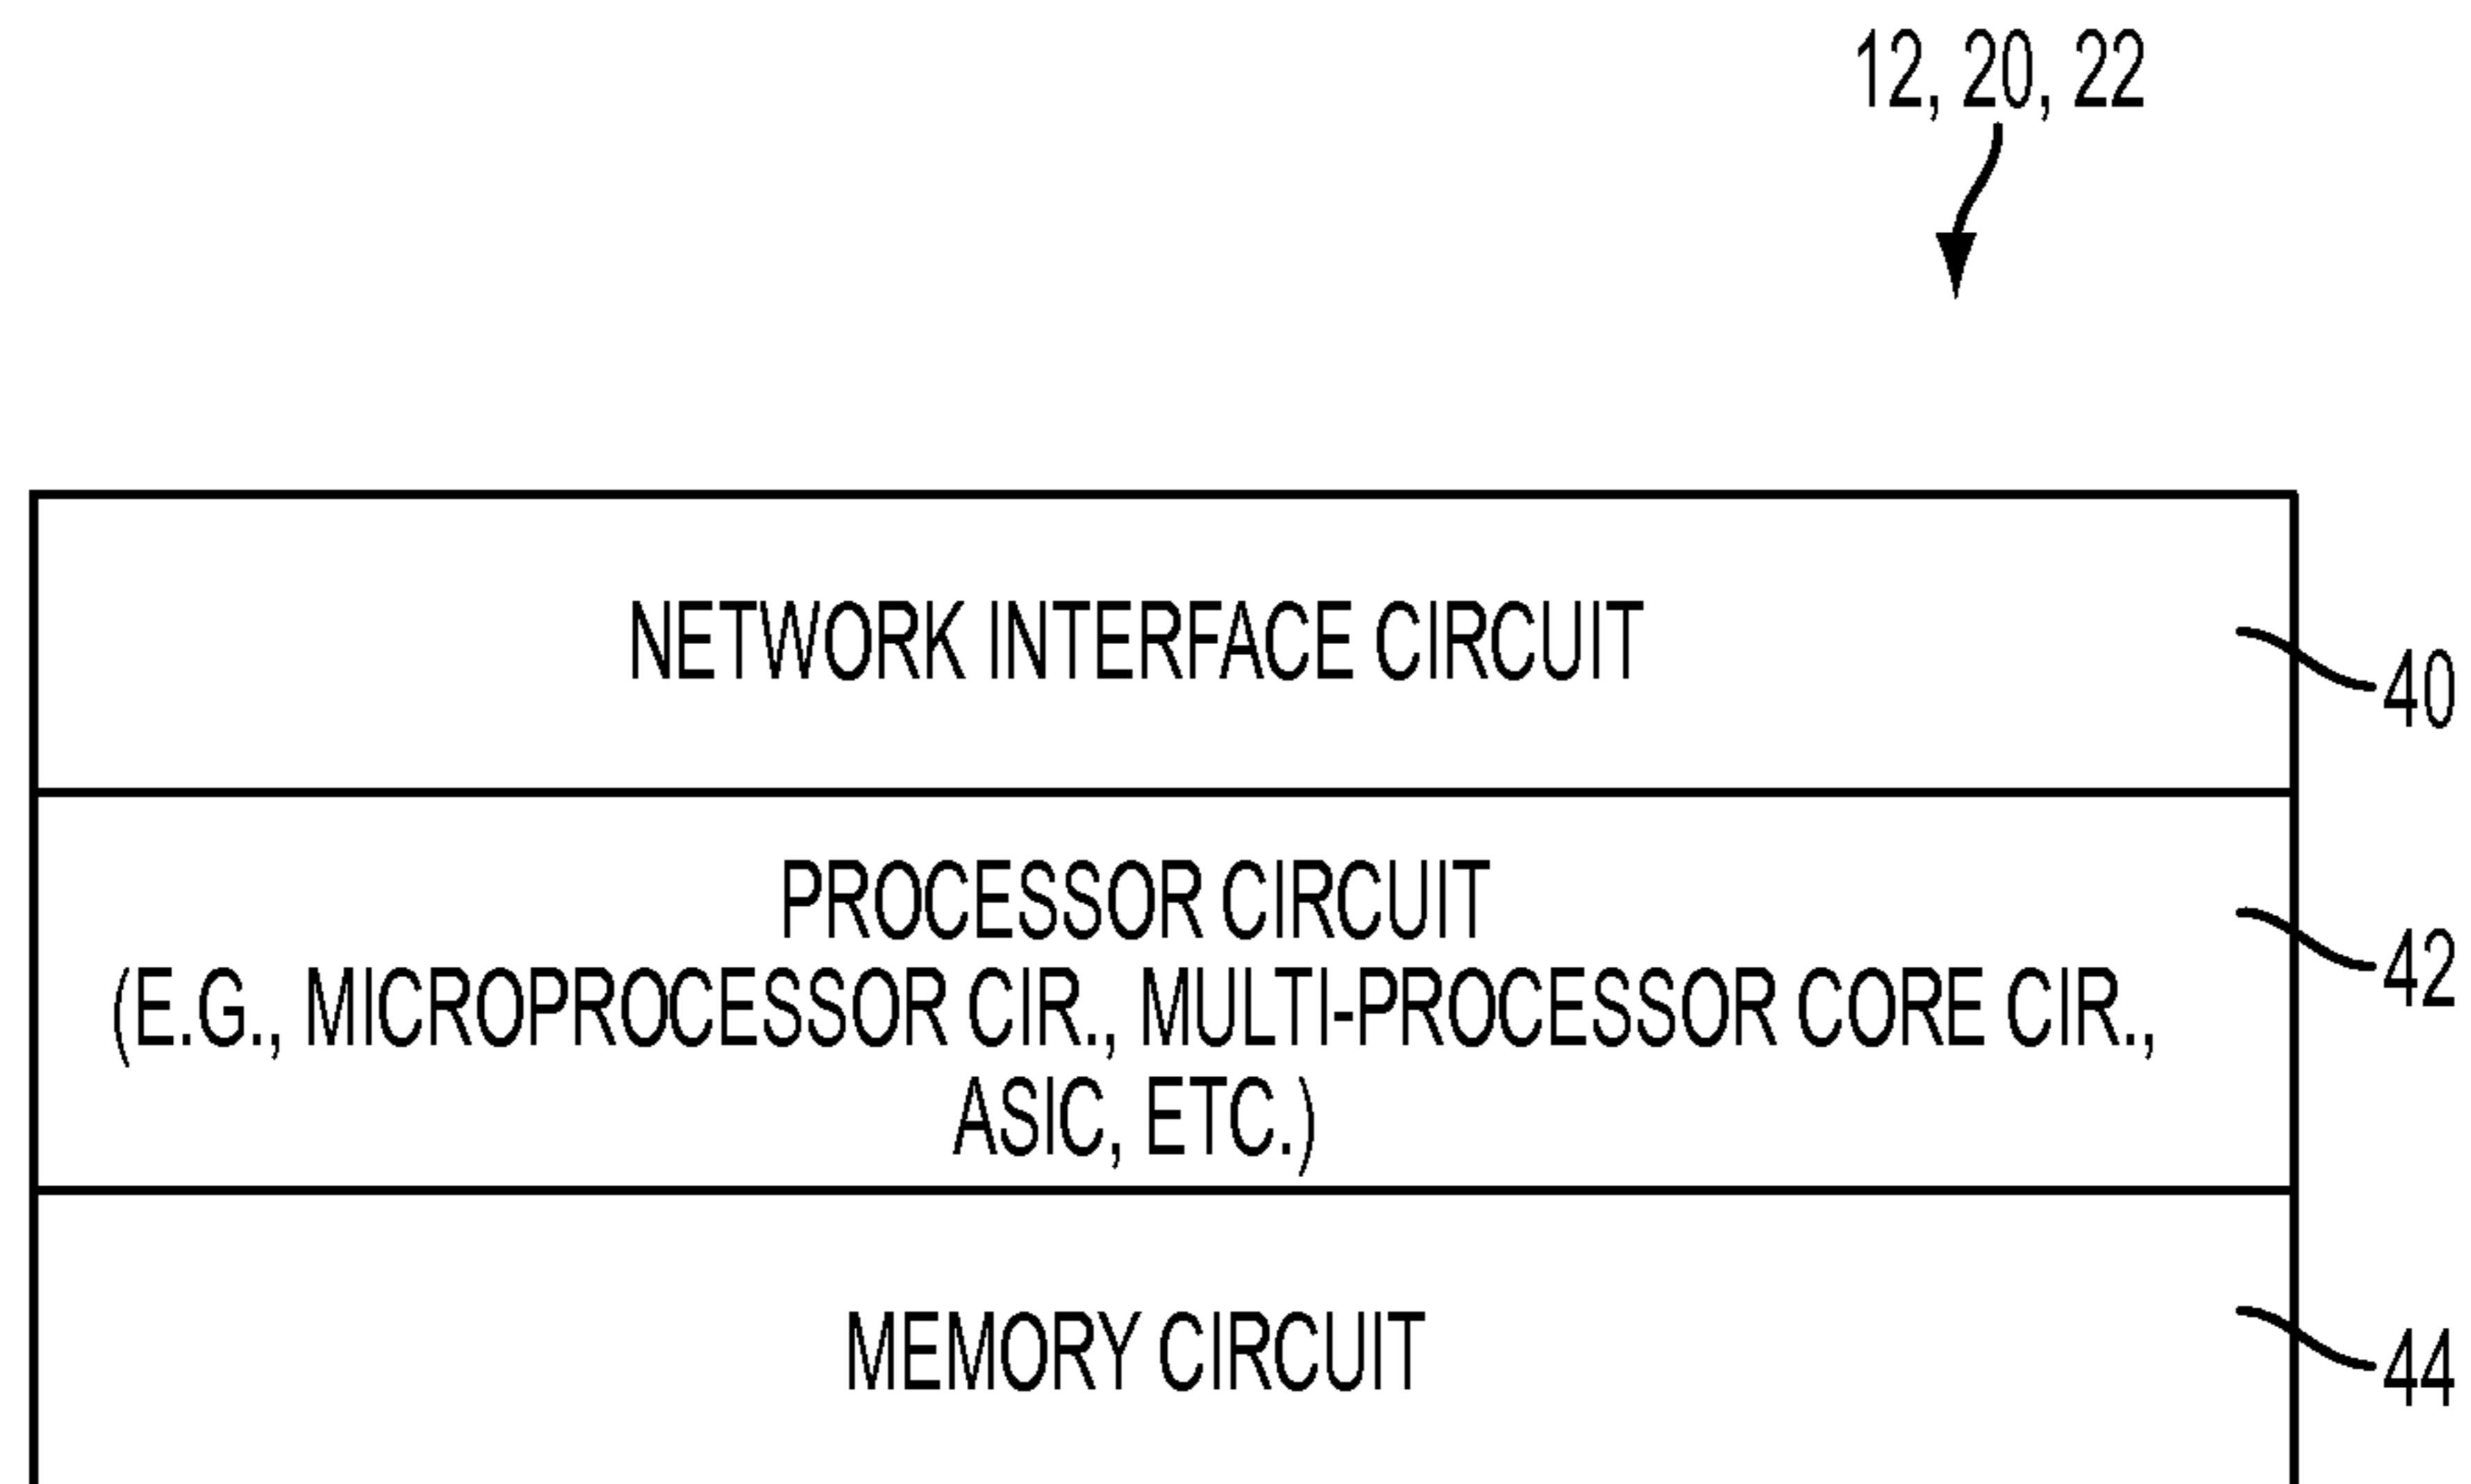 12, 20, 22
NETWORK INTERFACE CIRCUIT
40
PROCESSOR CIRCUIT
(E.G., MICROPROCESSOR CIR., MULTI-PROCESSOR CORE CIR.,
ASIC, ETC.)
42
MEMORY CIRCUIT
44